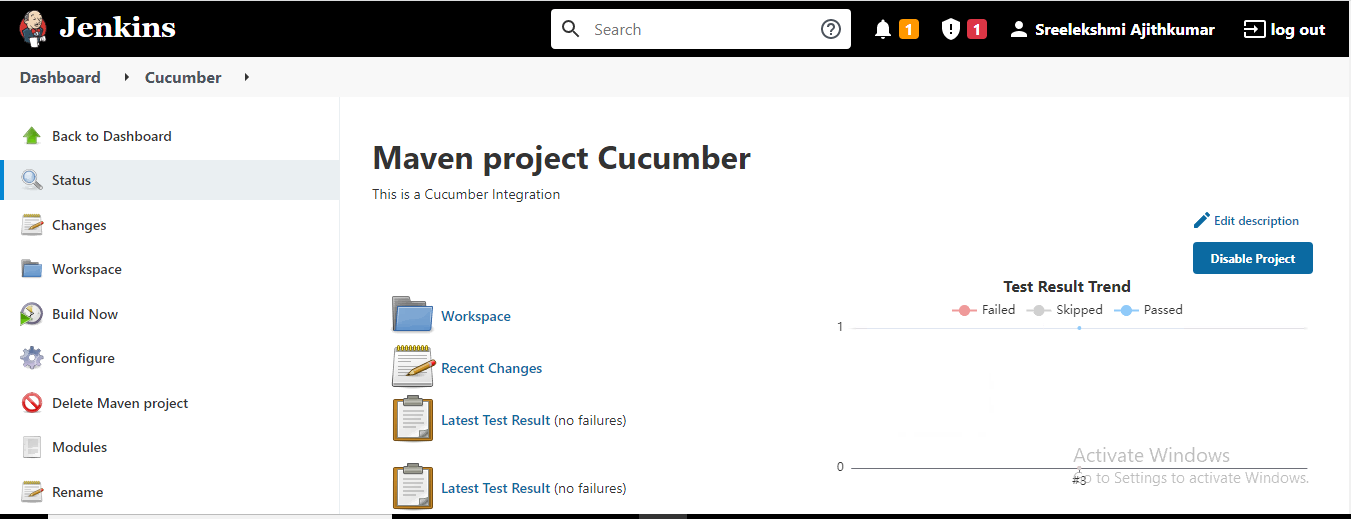 Jenkins
Search
1
1
Sreelekshmi Ajithkumar
log out
Dashboard
Cucumber
Back to Dashboard
Status
Changes
Workspace
Build Now
Configure
Delete Maven project
Modules
Rename
Maven project Cucumber
This is a Cucumber Integration
Edit description
Disable Project
Workspace
Recent Changes
Latest Test Result (no failures)
Latest Test Result (no failures)
Test Result Trend
Failed Skipped Passed
1
0
#3
Activate Windows
Go to Settings to activate Windows.